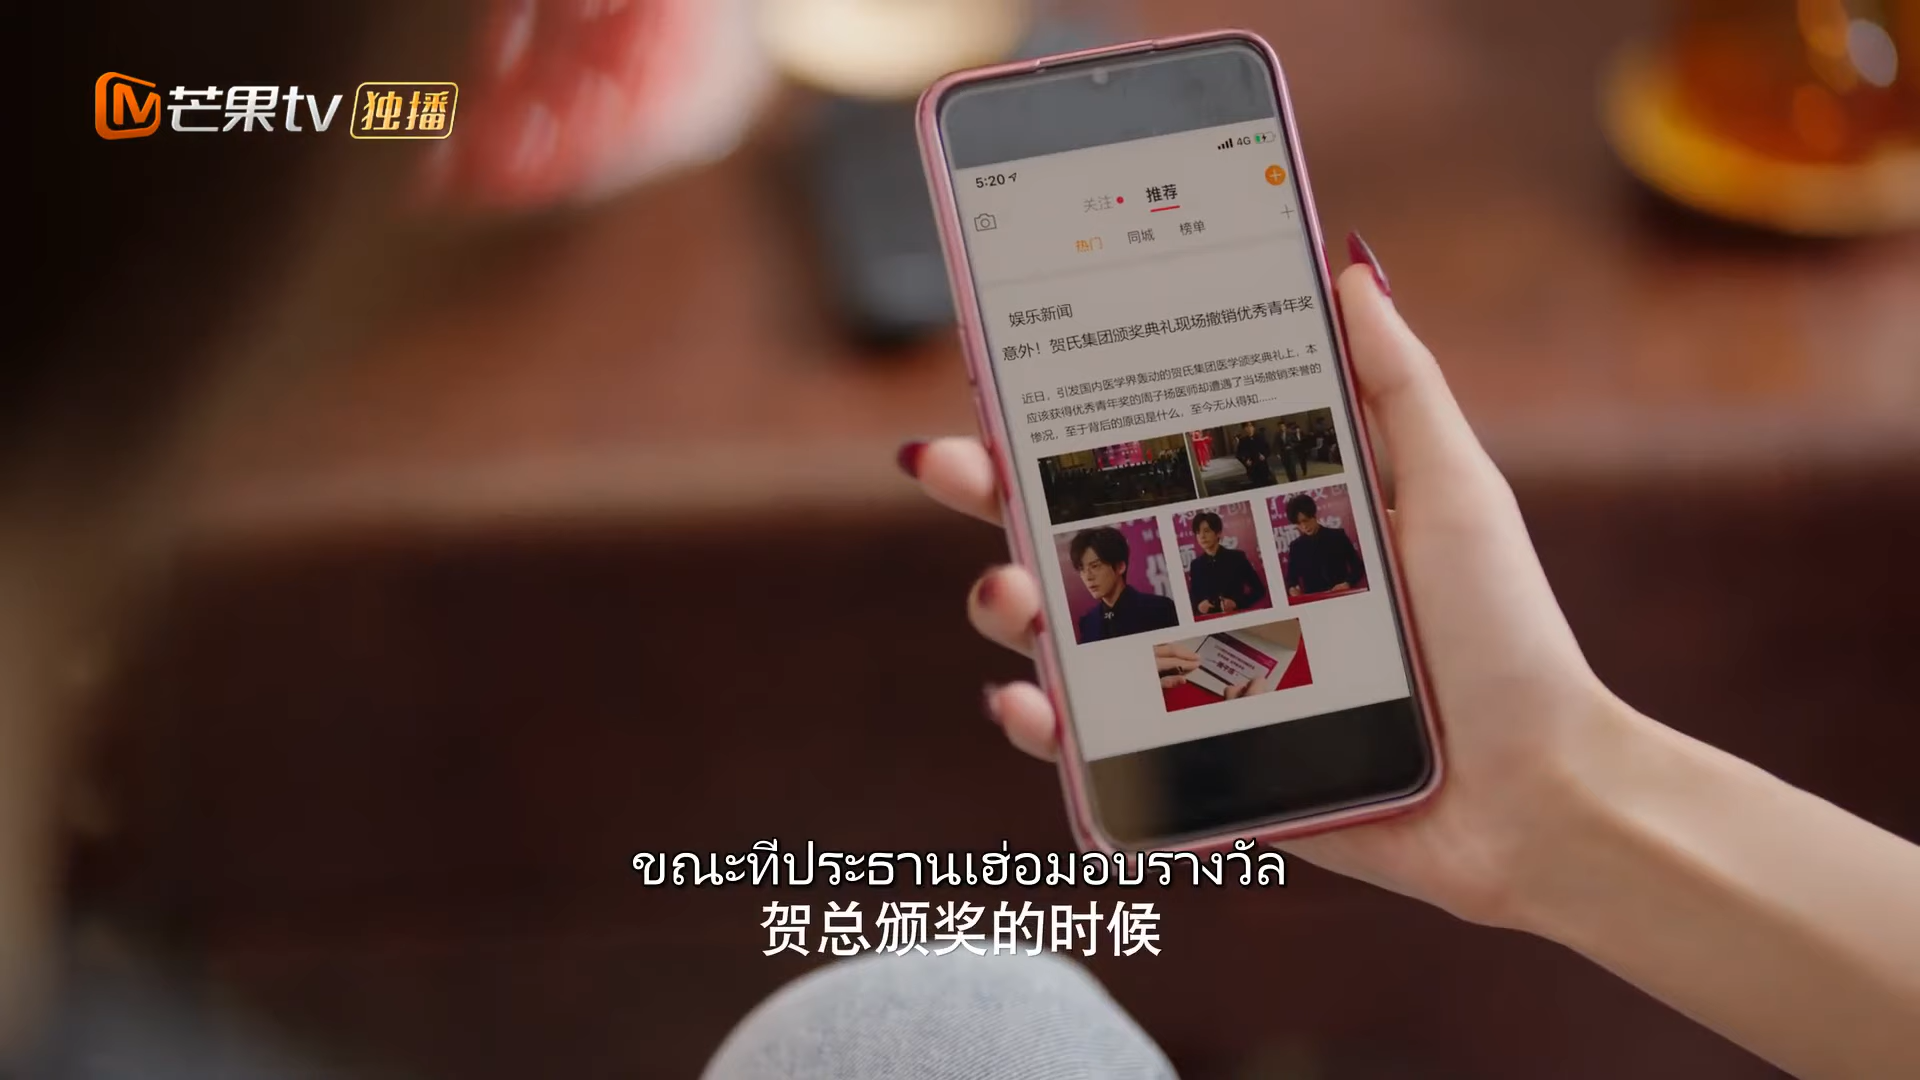 芒果tv 独播
5:20 4G
关注 推荐
热门 同城 榜单
娱乐新闻
意外！贺氏集团颁奖典礼现场撤销优秀青年奖
近日，引发国内医学界轰动的贺氏集团医学颁奖典礼上，本
应该获得优秀青年奖的周子扬医师却遭遇了当场撤销荣誉的
惨况，至于背后的原因是什么，至今无从得知......
ขณะที่ประธานเฮ่อมอบรางวัล
贺总颁奖的时候